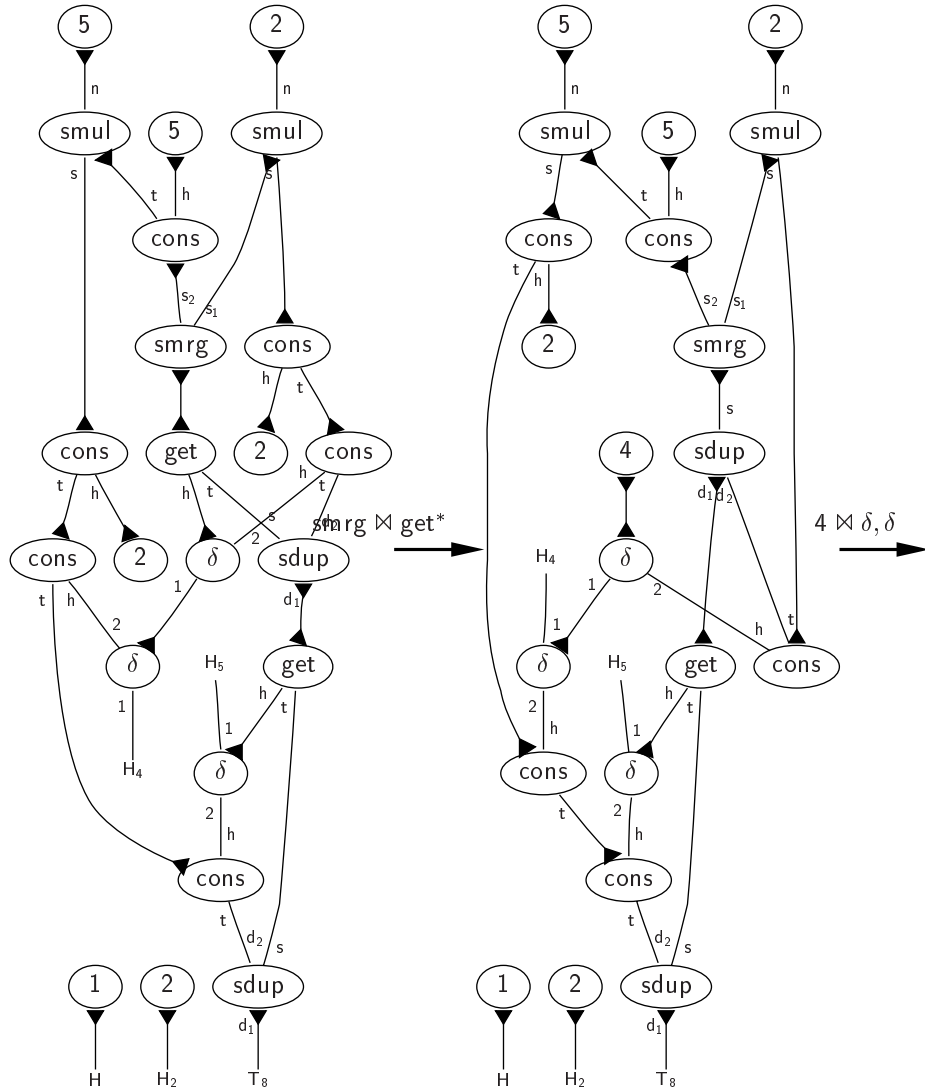 5 2 5 2
n n n n
smul 5 smul smul 5 smul
s t h s s t h s
cons cons cons
s₂ s₁ t h s₂ s₁
smrg cons 2 smrg
h t s
cons get 2 cons 4 sdup
t h h t h t d₁ d₂
s d₂ smrg ⋈ get* 4 ⋈ δ, δ
2
cons 2 δ sdup H₄ δ
t h 2 1 d₁ 1 1 2 h t
δ H₅ get δ H₅ get cons
1 1 h t 2 h 1 h t
H₄ δ cons δ
2 h t 2 h
cons cons
t d₂ s t d₂ s
1 2 sdup 1 2 sdup
d₁ d₁
H H₂ T₈ H H₂ T₈